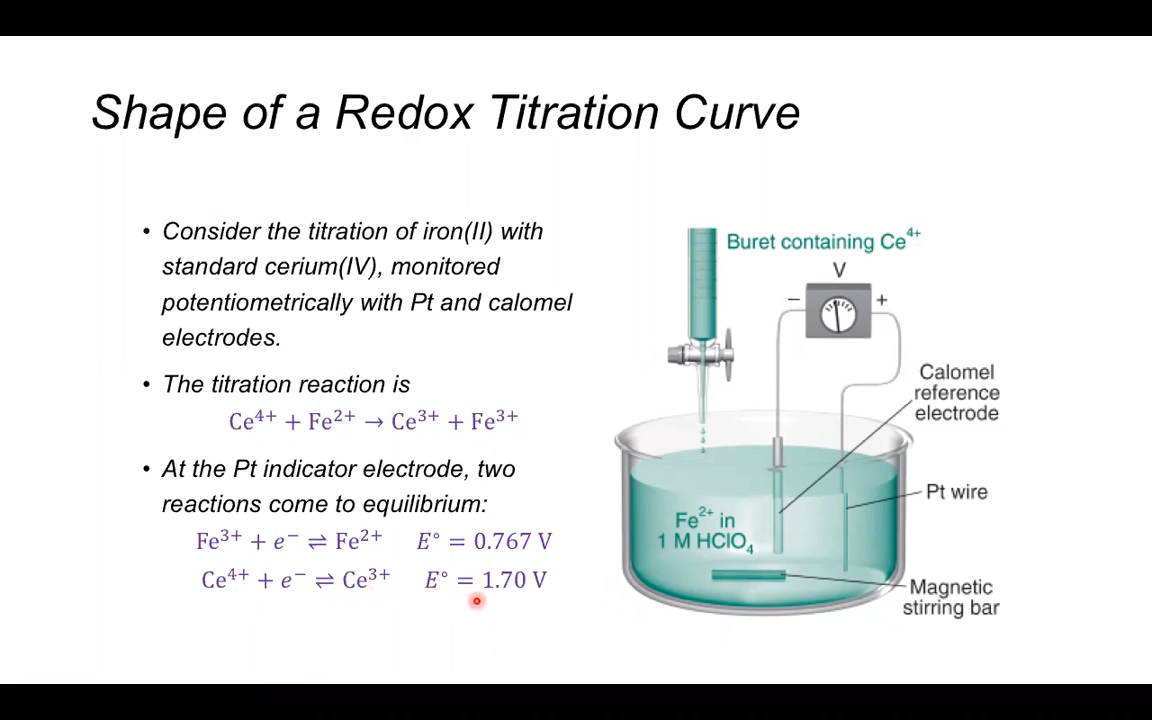 Shape of a Redox Titration Curve
• Consider the titration of iron(II) with
standard cerium(IV), monitored
potentiometrically with Pt and calomel
electrodes.
• The titration reaction is
Ce⁴⁺ + Fe²⁺ → Ce³⁺ + Fe³⁺
• At the Pt indicator electrode, two
reactions come to equilibrium:
Fe³⁺ + e⁻ ⇌ Fe²⁺ E° = 0.767 V
Ce⁴⁺ + e⁻ ⇌ Ce³⁺ E° = 1.70 V
Buret containing Ce⁴⁺
V
− +
Calomel
reference
electrode
Pt wire
Fe²⁺ in
1 M HClO₄
Magnetic
stirring bar